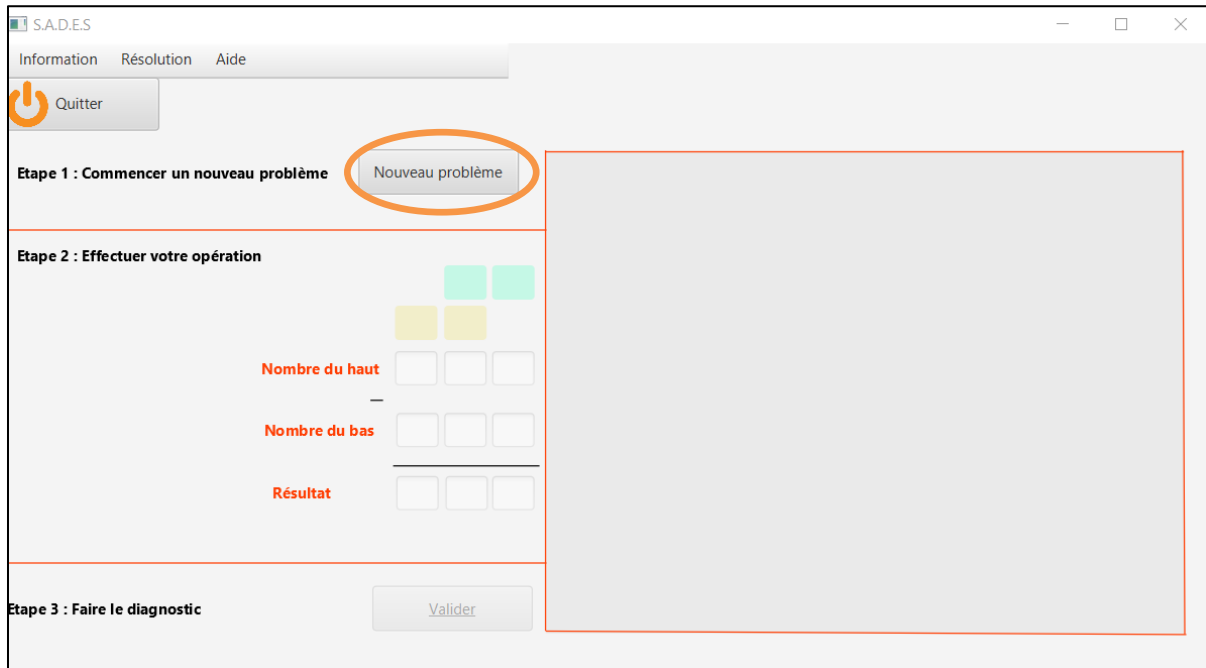 S.A.D.E.S
Information Résolution Aide
Quitter
Etape 1 : Commencer un nouveau problème Nouveau problème
Etape 2 : Effectuer votre opération
Nombre du haut
—
Nombre du bas
Résultat
Etape 3 : Faire le diagnostic Valider